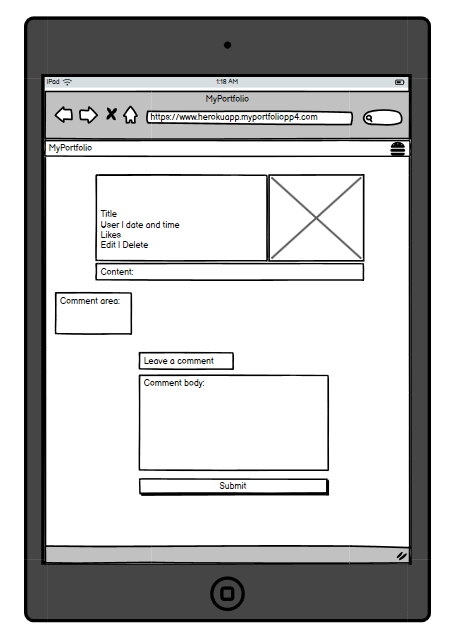 iPad
1:18 AM
MyPortfolio
https://www.herokuapp.myportfoliopp4.com
MyPortfolio
Title
User | date and time
Likes
Edit | Delete
Content:
Comment area:
Leave a comment
Comment body:
Submit